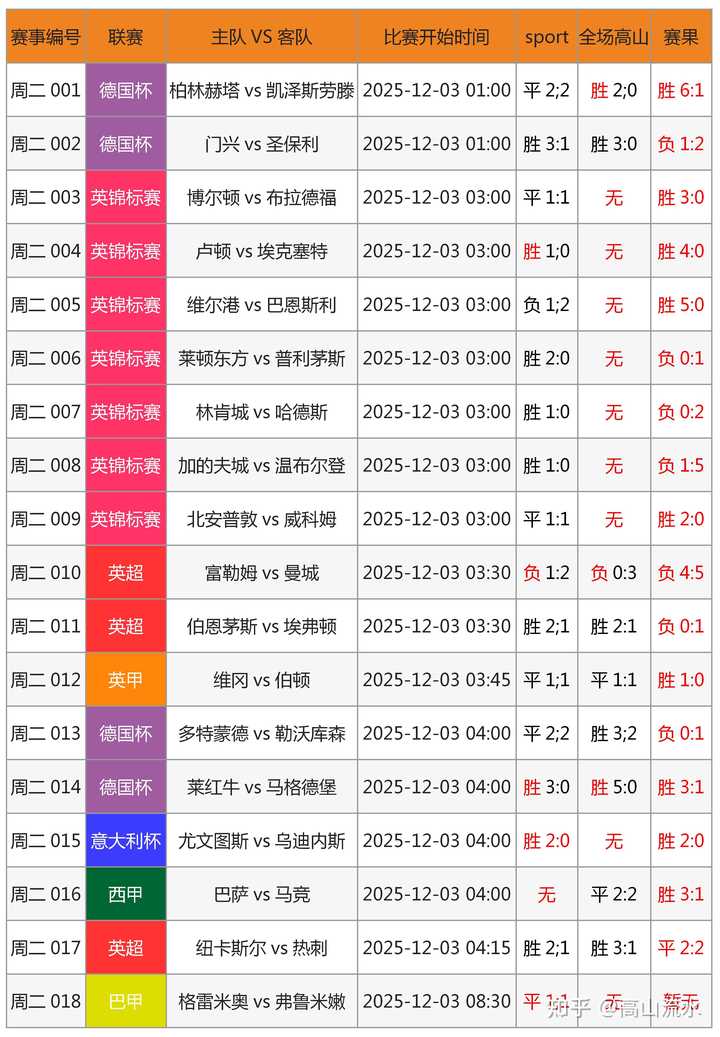 赛事编号 联赛 主队 VS 客队 比赛开始时间 sport 全场高山 赛果
周二 001 德国杯 柏林赫塔 vs 凯泽斯劳滕 2025-12-03 01:00 平 2;2 胜 2;0 胜 6:1
周二 002 德国杯 门兴 vs 圣保利 2025-12-03 01:00 胜 3:1 胜 3:0 负 1:2
周二 003 英锦标赛 博尔顿 vs 布拉德福 2025-12-03 03:00 平 1:1 无 胜 3:0
周二 004 英锦标赛 卢顿 vs 埃克塞特 2025-12-03 03:00 胜 1;0 无 胜 4:0
周二 005 英锦标赛 维尔港 vs 巴恩斯利 2025-12-03 03:00 负 1;2 无 胜 5:0
周二 006 英锦标赛 莱顿东方 vs 普利茅斯 2025-12-03 03:00 胜 2:0 无 负 0:1
周二 007 英锦标赛 林肯城 vs 哈德斯 2025-12-03 03:00 胜 1:0 无 负 0:2
周二 008 英锦标赛 加的夫城 vs 温布尔登 2025-12-03 03:00 胜 1:0 无 负 1:5
周二 009 英锦标赛 北安普敦 vs 威科姆 2025-12-03 03:00 平 1:1 无 胜 2:0
周二 010 英超 富勒姆 vs 曼城 2025-12-03 03:30 负 1:2 负 0:3 负 4:5
周二 011 英超 伯恩茅斯 vs 埃弗顿 2025-12-03 03:30 胜 2;1 胜 2:1 负 0:1
周二 012 英甲 维冈 vs 伯顿 2025-12-03 03:45 平 1;1 平 1:1 胜 1:0
周二 013 德国杯 多特蒙德 vs 勒沃库森 2025-12-03 04:00 平 2;2 胜 3;2 负 0:1
周二 014 德国杯 莱红牛 vs 马格德堡 2025-12-03 04:00 胜 3:0 胜 5:0 胜 3:1
周二 015 意大利杯 尤文图斯 vs 乌迪内斯 2025-12-03 04:00 胜 2:0 无 胜 2:0
周二 016 西甲 巴萨 vs 马竞 2025-12-03 04:00 无 平 2:2 胜 3:1
周二 017 英超 纽卡斯尔 vs 热刺 2025-12-03 04:15 胜 2;1 胜 3:1 平 2:2
周二 018 巴甲 格雷米奥 vs 弗鲁米嫩 2025-12-03 08:30 平 1:1 无 暂无
知乎 @高山流水